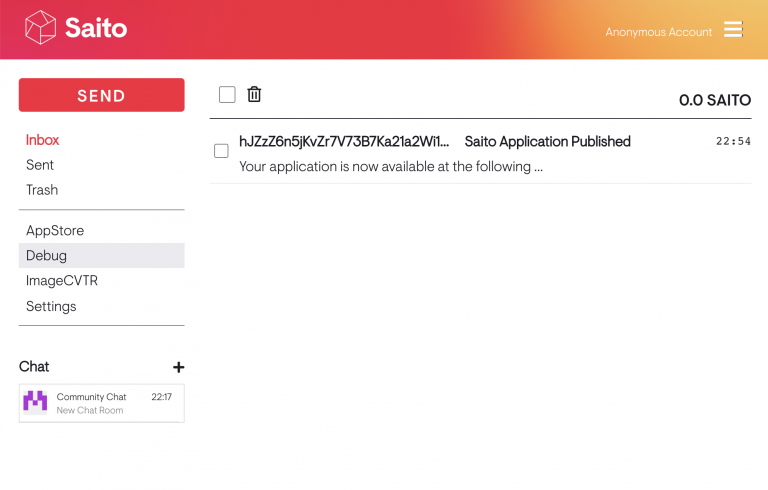 Saito
Anonymous Account
SEND
0.0 SAITO
Inbox
Sent
Trash
hJZzZ6n5jKvZr7V73B7Ka21a2Wi1... Saito Application Published 22:54
Your application is now available at the following ...
AppStore
Debug
ImageCVTR
Settings
Chat
Community Chat 22:17
New Chat Room